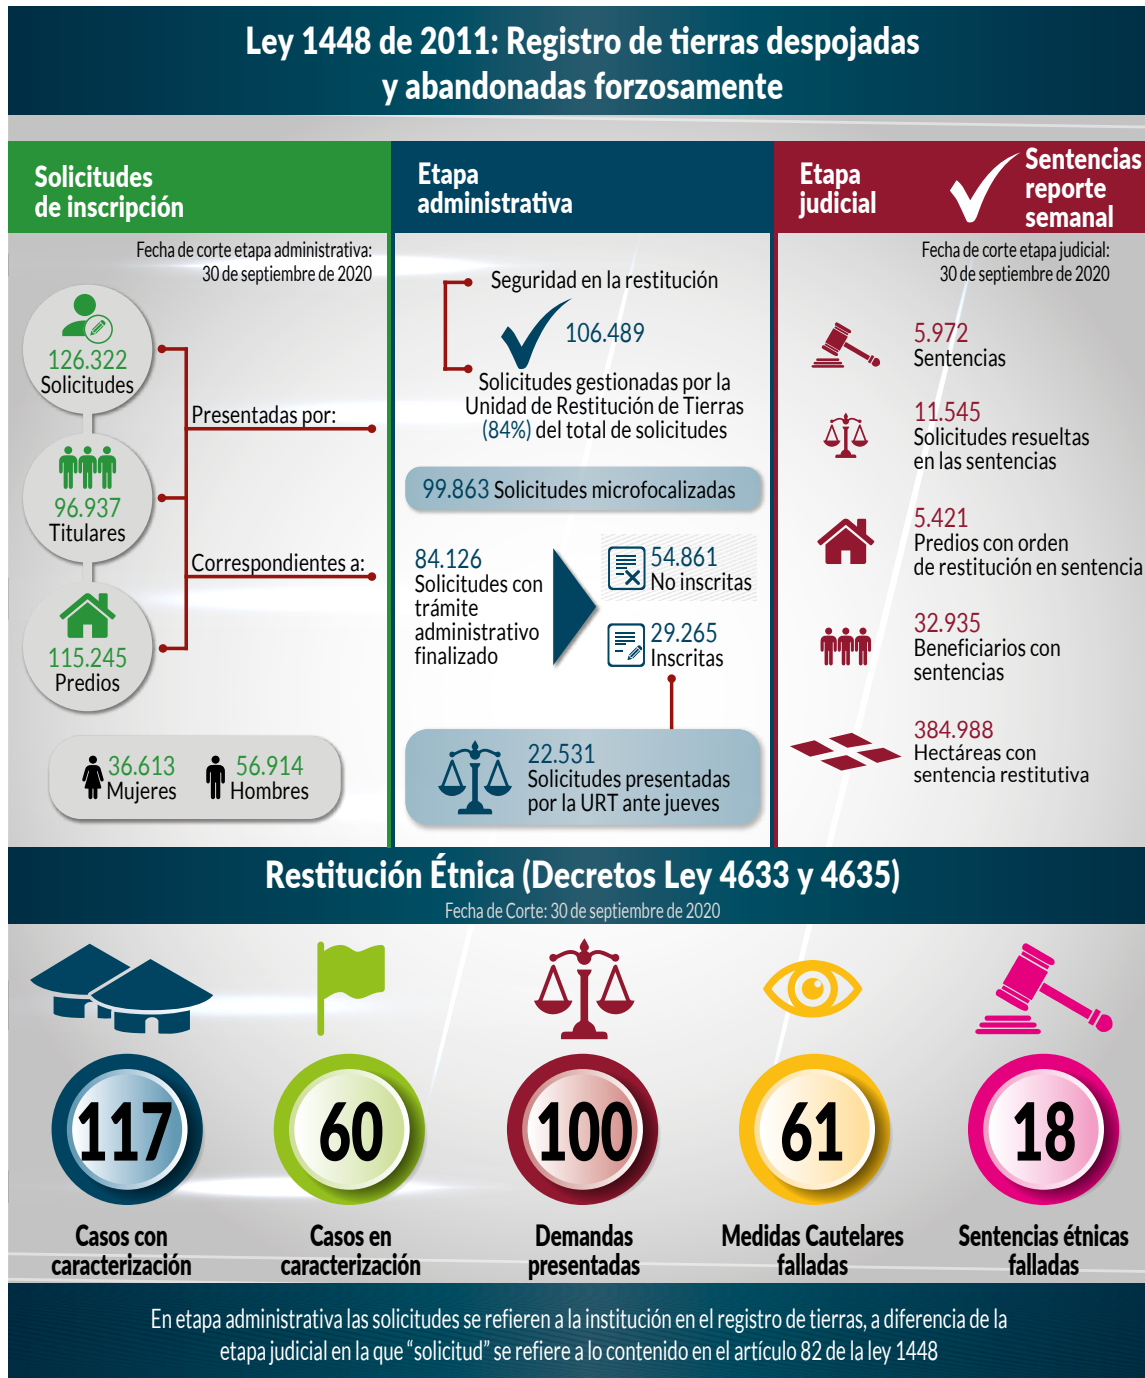 Ley 1448 de 2011: Registro de tierras despojadas
y abandonadas forzosamente
Solicitudes
de inscripción
Fecha de corte etapa administrativa:
30 de septiembre de 2020
126.322
Solicitudes
Presentadas por:
96.937
Titulares
Correspondientes a:
115.245
Predios
36.613
Mujeres
56.914
Hombres
Etapa
administrativa
Seguridad en la restitución
106.489
Solicitudes gestionadas por la
Unidad de Restitución de Tierras
(84%) del total de solicitudes
99.863 Solicitudes microfocalizadas
84.126
Solicitudes con
trámite
administrativo
finalizado
54.861
No inscritas
29.265
Inscritas
22.531
Solicitudes presentadas
por la URT ante jueves
Etapa
judicial
Sentencias
reporte
semanal
Fecha de corte etapa judicial:
30 de septiembre de 2020
5.972
Sentencias
11.545
Solicitudes resueltas
en las sentencias
5.421
Predios con orden
de restitución en sentencia
32.935
Beneficiarios con
sentencias
384.988
Hectáreas con
sentencia restitutiva
Restitución Étnica (Decretos Ley 4633 y 4635)
Fecha de Corte: 30 de septiembre de 2020
117
Casos con
caracterización
60
Casos en
caracterización
100
Demandas
presentadas
61
Medidas Cautelares
falladas
18
Sentencias étnicas
falladas
En etapa administrativa las solicitudes se refieren a la institución en el registro de tierras, a diferencia de la
etapa judicial en la que “solicitud” se refiere a lo contenido en el artículo 82 de la ley 1448